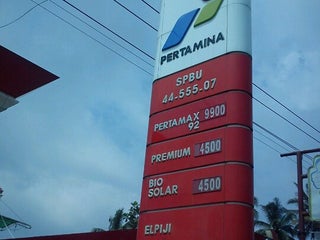 PERTAMINA
SPBU
44-555-07
PERTAMAX 9900
92
PREMIUM 4500
BIO
SOLAR 4500
ELPIJI